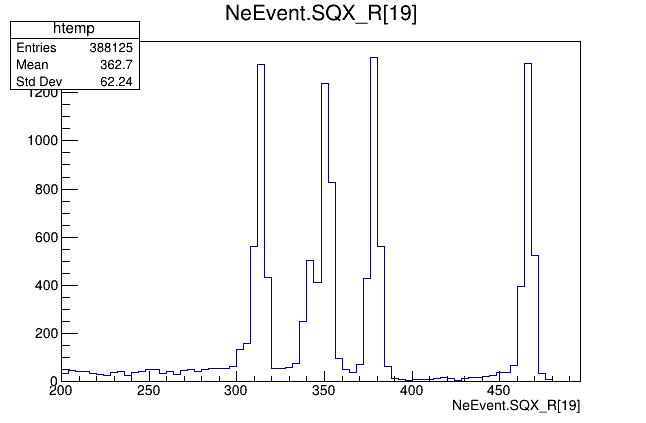 NeEvent.SQX_R[19]
htemp
Entries 388125
Mean 362.7
Std Dev 62.24
1200
1000
800
600
400
200
0
200 250 300 350 400 450
NeEvent.SQX_R[19]